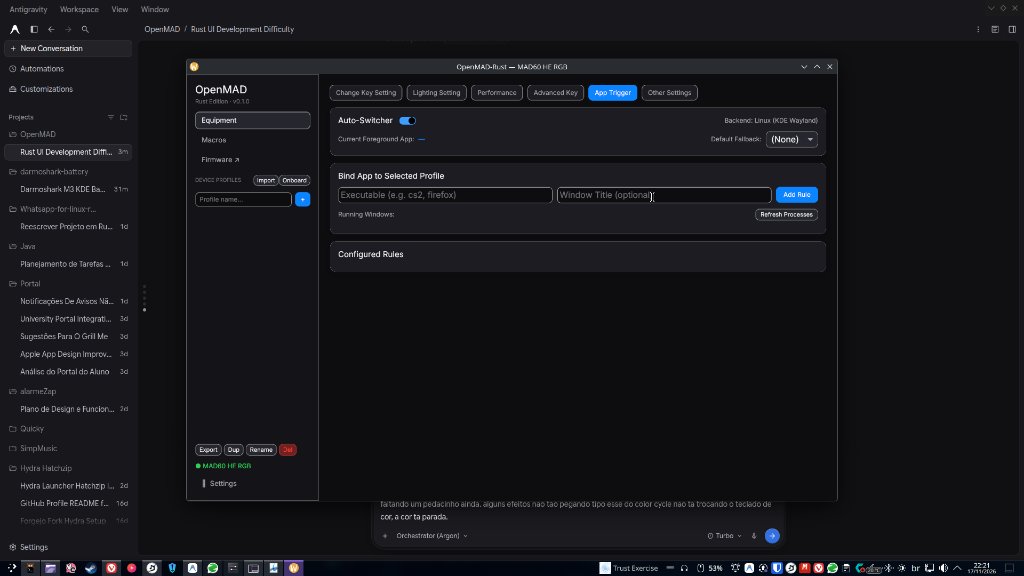 Antigravity Workspace View Window
OpenMAD / Rust UI Development Difficulty
+ New Conversation
Automations
Customizations
Projects
OpenMAD
Rust UI Development Diffi... 3m
darmoshark-battery
Darmoshark M3 KDE Ba... 31m
Whatsapp-for-linux-r...
Reescrever Projeto em Ru... 1d
Java
Planejamento de Tarefas ... 1d
Portal
Notificações De Avisos Nã... 1d
University Portal Integrati... 3d
Sugestões Para O Grill Me 3d
Apple App Design Improv... 3d
Análise do Portal do Aluno 3d
alarmeZap
Plano de Design e Funcion... 2d
Quicky
SimpMusic
Hydra Hatchzip
Hydra Launcher Hatchzip I... 2d
GitHub Profile README f... 16d
Forgejo Fork Hydra Setup 16d
Settings
OpenMAD-Rust — MAD60 HE RGB
OpenMAD
Rust Edition · v0.1.0
Equipment
Macros
Firmware ↗
DEVICE PROFILES Import Onboard
Profile name... +
Export Dup Rename Del
MAD60 HE RGB
Settings
Change Key Setting Lighting Setting Performance Advanced Key App Trigger Other Settings
Auto-Switcher Backend: Linux (KDE Wayland)
Current Foreground App: — Default Fallback: (None)
Bind App to Selected Profile
Executable (e.g. cs2, firefox) Window Title (optional) Add Rule
Running Windows: Refresh Processes
Configured Rules
faltando um pedacinho ainda. alguns efeitos nao tao pegando tipo esse do color cycle nao ta trocando o teclado de
cor, a cor ta parada.
+ Orchestrator (Argon) Turbo
Trust Exercise 53% hr 22:21
17/11/2026